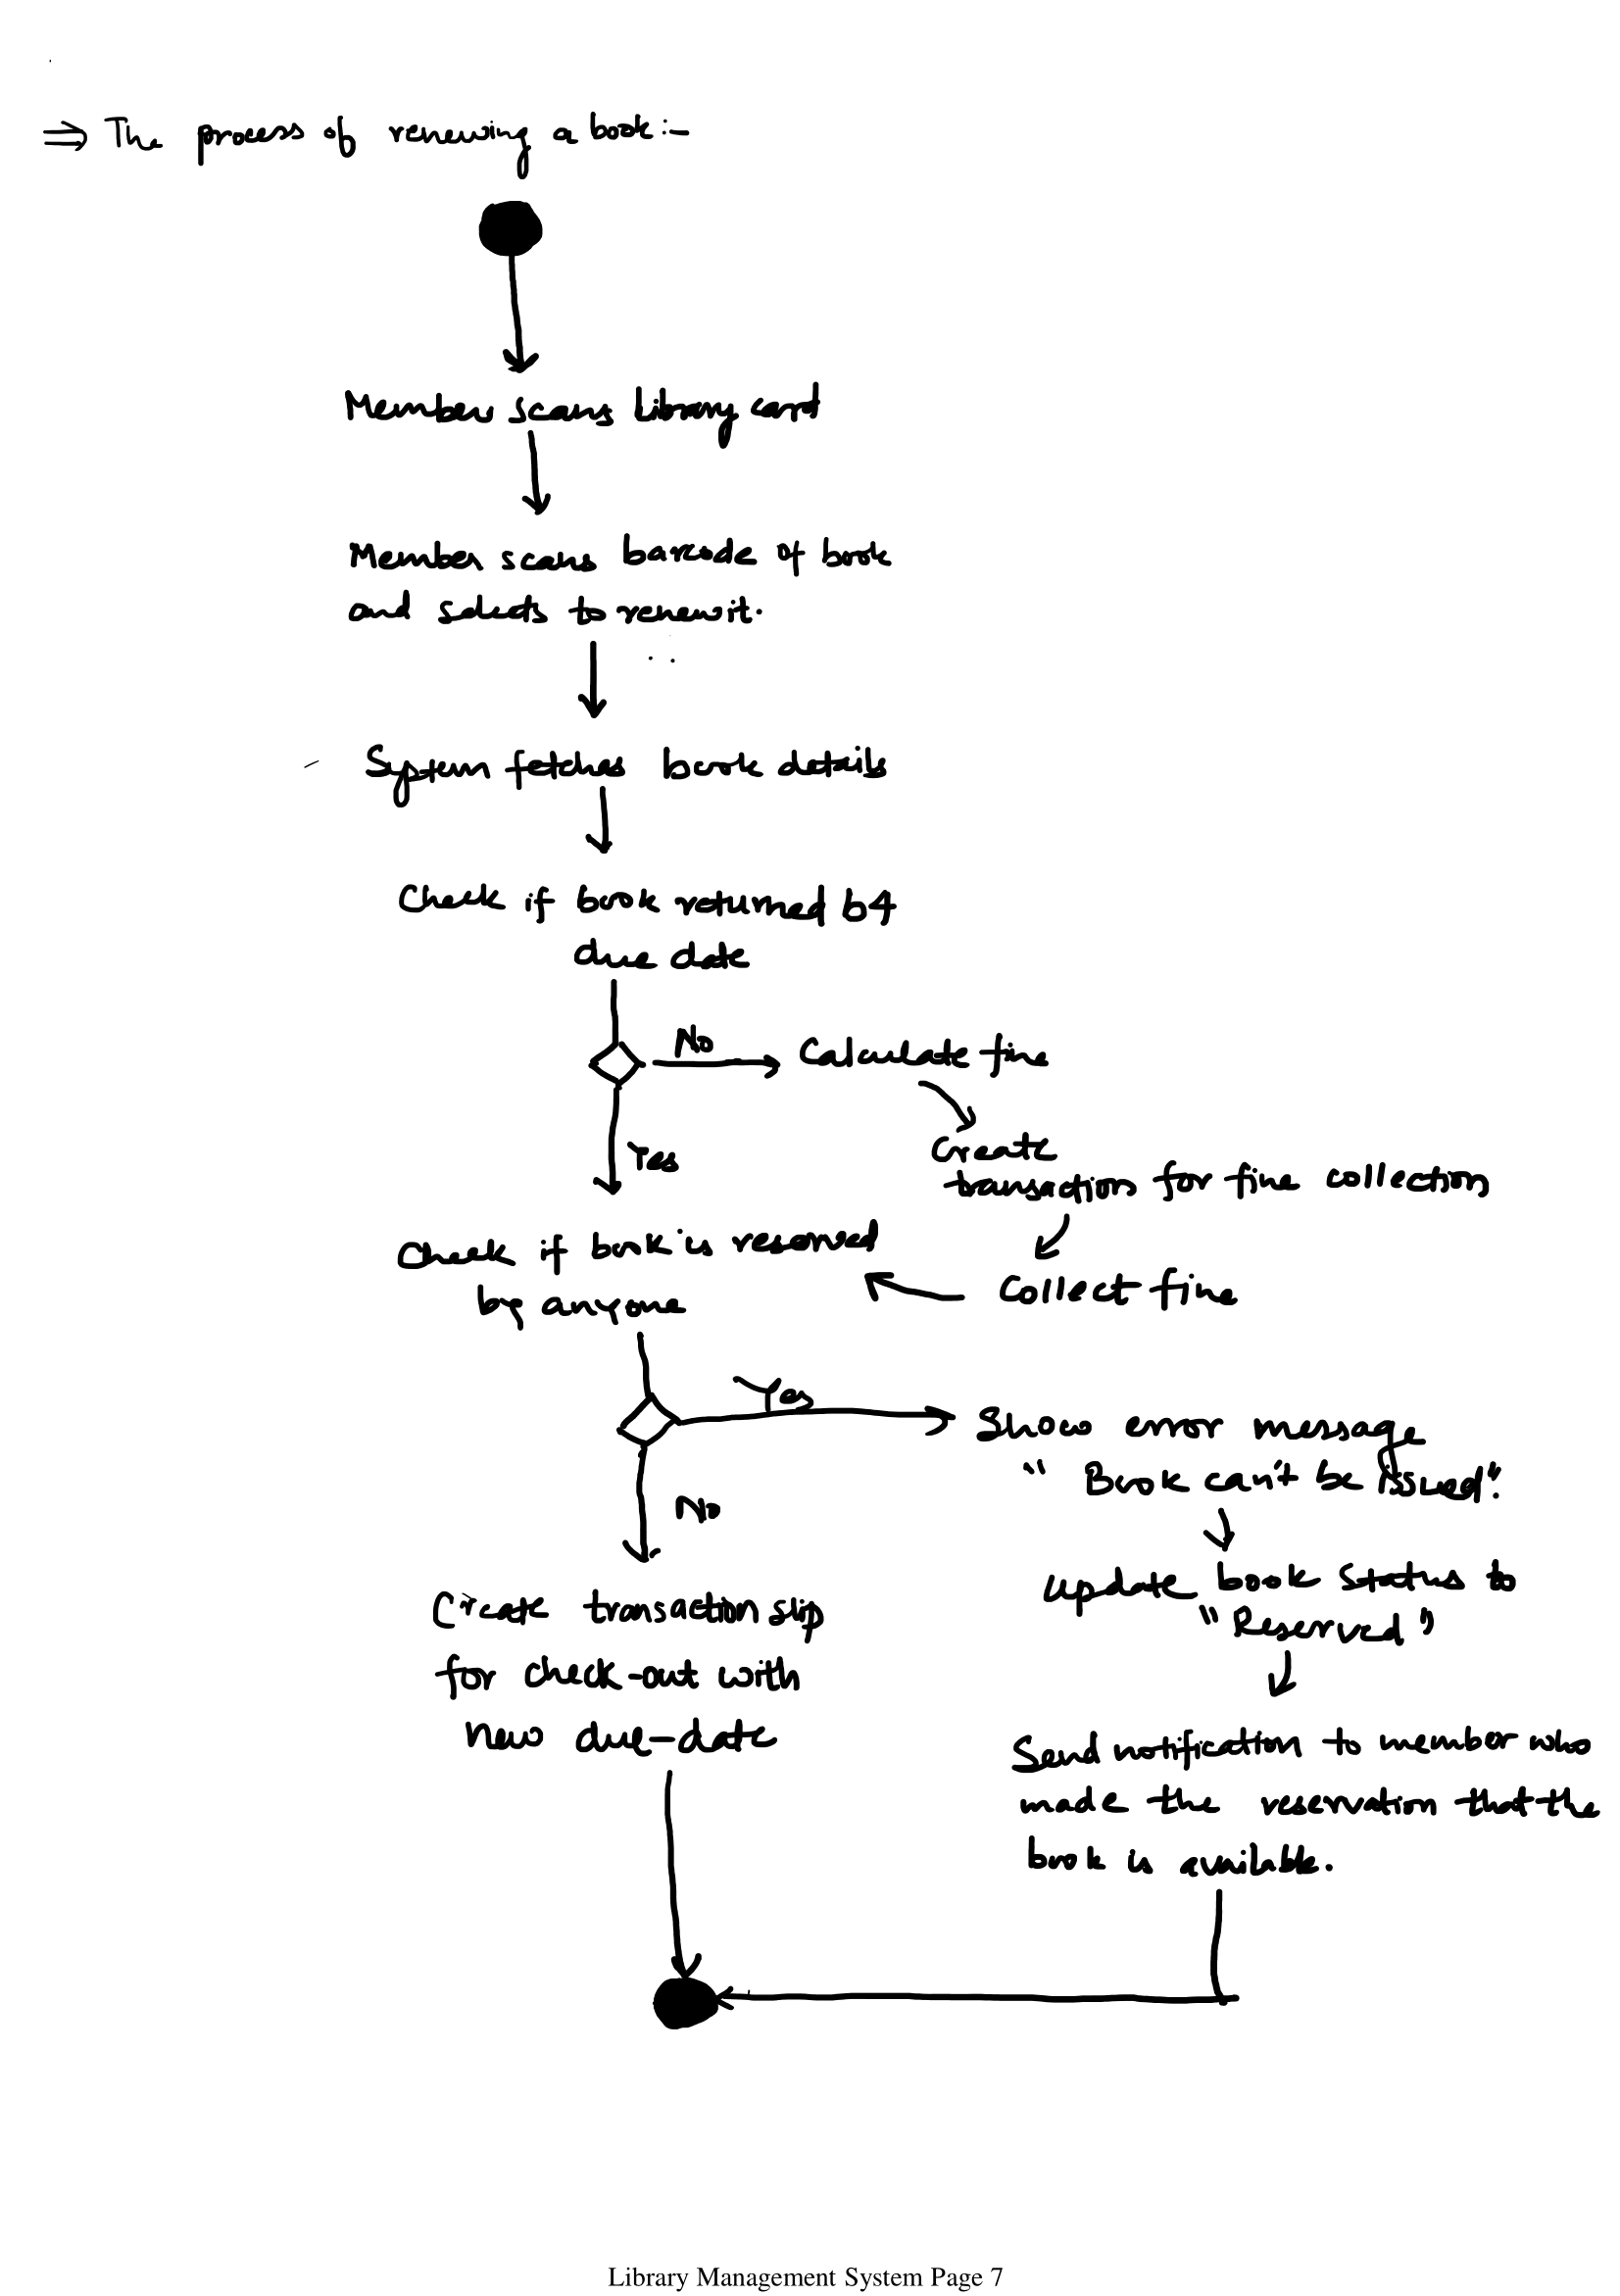 ⇒ The process of renewing a book:-
Member scans library card
Member scans barcode of book
and selects to renew it.
System fetches book details
Check if book returned b4
due date
No
Calculate fine
Yes
Create
transaction for fine collection
Check if book is reserved
by anyone
Collect fine
Yes
Show error message
" Book can't be issued".
No
Update book status to
"Reserved"
Create transaction slip
for check-out with
new due-date
Send notification to member who
made the reservation that the
book is available.
Library Management System Page 7